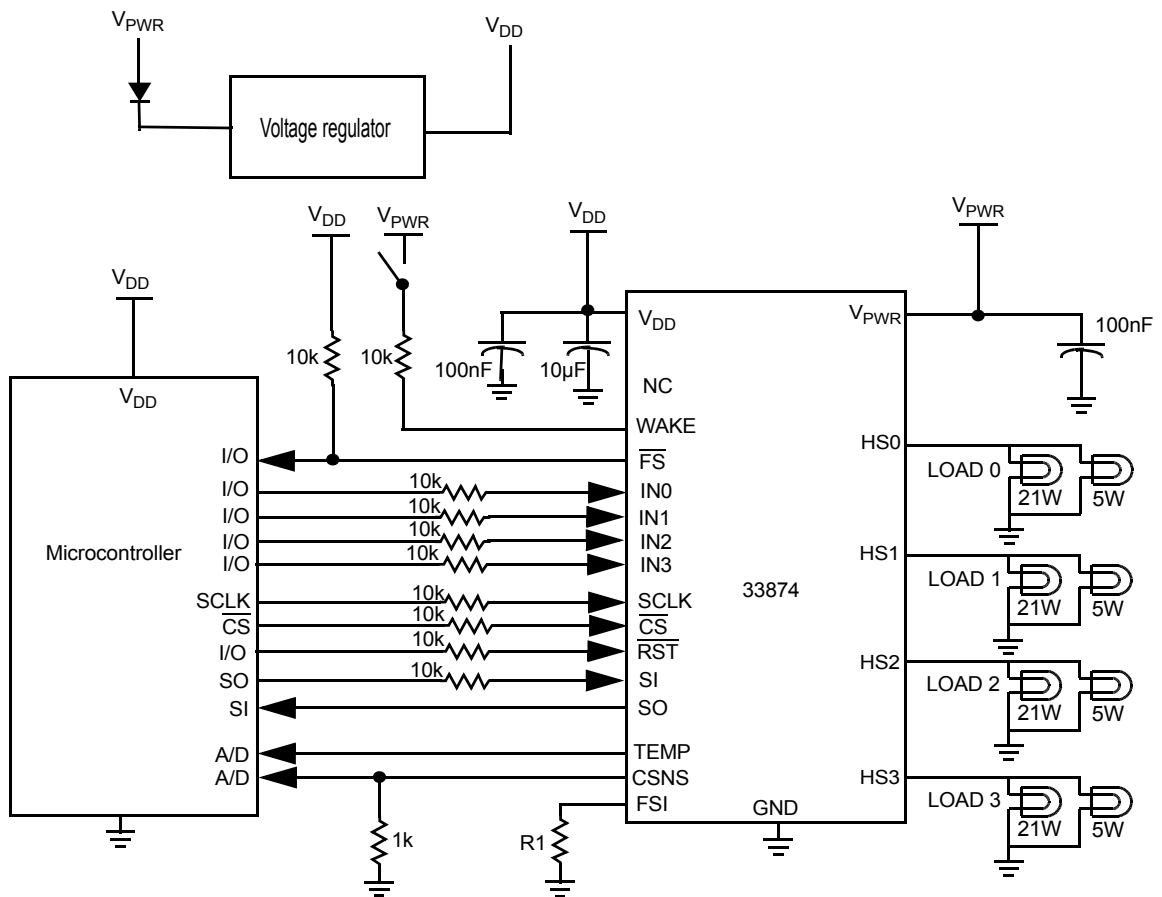 VPWR
VDD
Voltage regulator
VDD
VPWR
VDD
VPWR
VDD
VDD
VPWR
100nF
10k
10k
100nF
10µF
VDD
NC
WAKE
HS0
I/O
FS
LOAD 0
I/O
10k
IN0
21W
5W
I/O
10k
IN1
I/O
10k
IN2
Microcontroller
I/O
10k
IN3
HS1
LOAD 1
33874
SCLK
10k
SCLK
21W
5W
CS
10k
CS
I/O
10k
RST
HS2
SO
10k
SI
LOAD 2
SI
SO
21W
5W
A/D
TEMP
A/D
CSNS
HS3
FSI
GND
LOAD 3
1k
R1
21W
5W